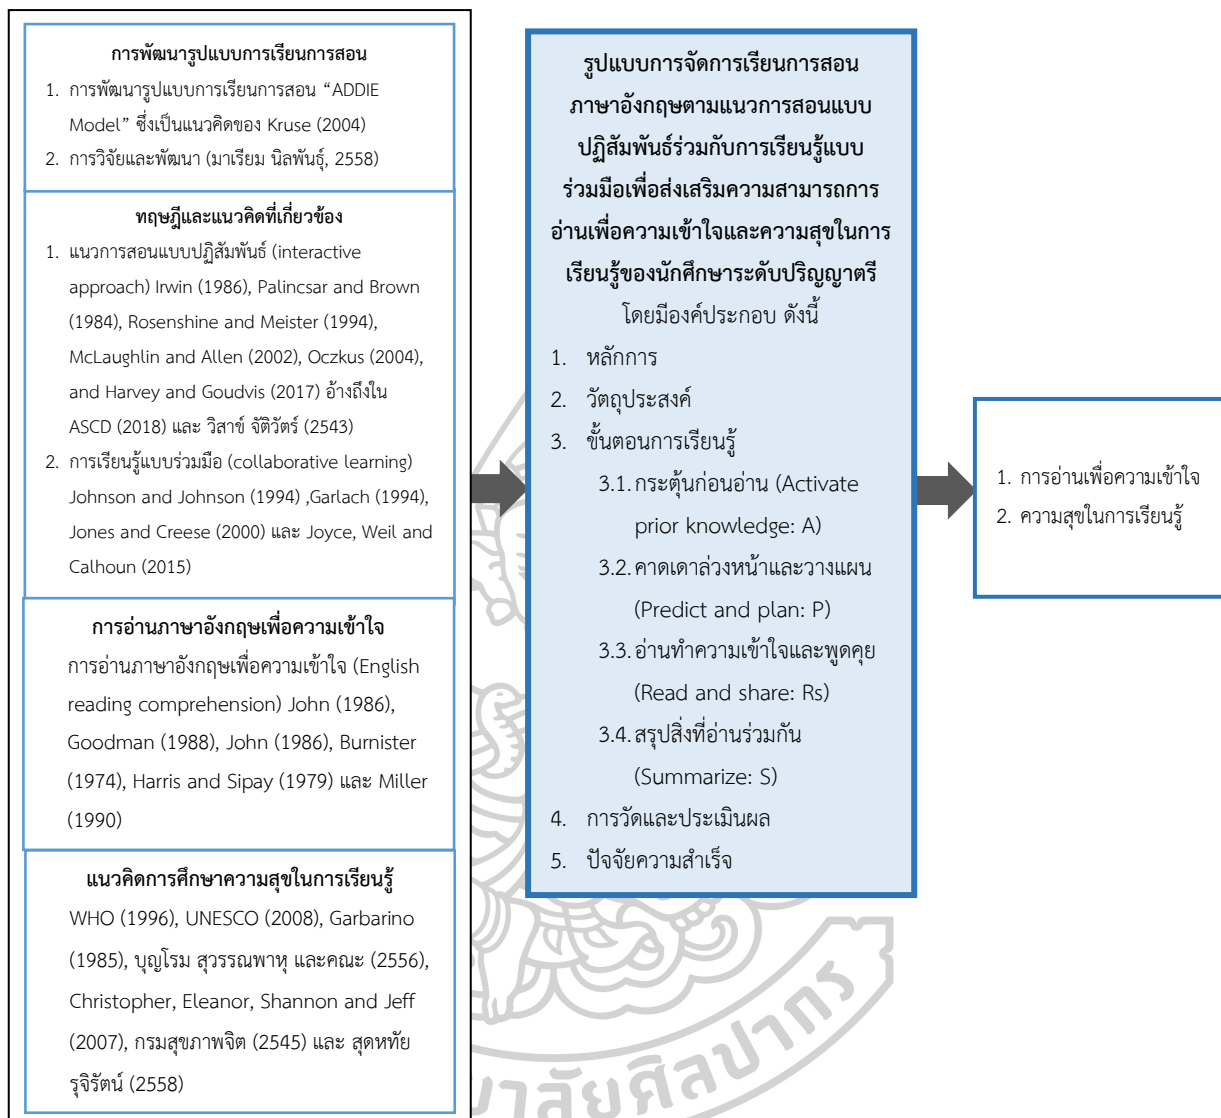 การพัฒนารูปแบบการเรียนการสอน
1. การพัฒนารูปแบบการเรียนการสอน “ADDIE
Model” ซึ่งเป็นแนวคิดของ Kruse (2004)
2. การวิจัยและพัฒนา (มาเรียม นิลพันธุ์, 2558)
ทฤษฎีและแนวคิดที่เกี่ยวข้อง
1. แนวการสอนแบบปฏิสัมพันธ์ (interactive
approach) Irwin (1986), Palincsar and Brown
(1984), Rosenshine and Meister (1994),
McLaughlin and Allen (2002), Oczkus (2004),
and Harvey and Goudvis (2017) อ้างถึงใน
ASCD (2018) และ วิสาข์ จัติวัตร์ (2543)
2. การเรียนรู้แบบร่วมมือ (collaborative learning)
Johnson and Johnson (1994) ,Garlach (1994),
Jones and Creese (2000) และ Joyce, Weil and
Calhoun (2015)
การอ่านภาษาอังกฤษเพื่อความเข้าใจ
การอ่านภาษาอังกฤษเพื่อความเข้าใจ (English
reading comprehension) John (1986),
Goodman (1988), John (1986), Burnister
(1974), Harris and Sipay (1979) และ Miller
(1990)
แนวคิดการศึกษาความสุขในการเรียนรู้
WHO (1996), UNESCO (2008), Garbarino
(1985), บุญโรม สุวรรณพาหุ และคณะ (2556),
Christopher, Eleanor, Shannon and Jeff
(2007), กรมสุขภาพจิต (2545) และ สุดหทัย
รุจิรัตน์ (2558)
รูปแบบการจัดการเรียนการสอน
ภาษาอังกฤษตามแนวการสอนแบบ
ปฏิสัมพันธ์ร่วมกับการเรียนรู้แบบ
ร่วมมือเพื่อส่งเสริมความสามารถการ
อ่านเพื่อความเข้าใจและความสุขในการ
เรียนรู้ของนักศึกษาระดับปริญญาตรี
โดยมีองค์ประกอบ ดังนี้
1. หลักการ
2. วัตถุประสงค์
3. ขั้นตอนการเรียนรู้
3.1. กระตุ้นก่อนอ่าน (Activate
prior knowledge: A)
3.2. คาดเดาล่วงหน้าและวางแผน
(Predict and plan: P)
3.3. อ่านทำความเข้าใจและพูดคุย
(Read and share: Rs)
3.4. สรุปสิ่งที่อ่านร่วมกัน
(Summarize: S)
4. การวัดและประเมินผล
5. ปัจจัยความสำเร็จ
1. การอ่านเพื่อความเข้าใจ
2. ความสุขในการเรียนรู้
ยาลัยศิลปากร